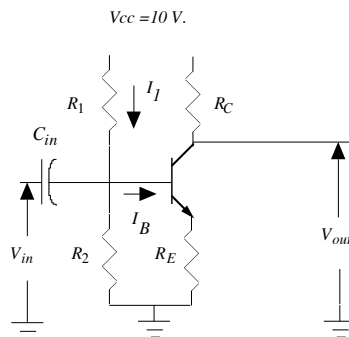 Vcc =10 V.
R1
I1
RC
Cin
IB
Vin
R2
RE
Vout